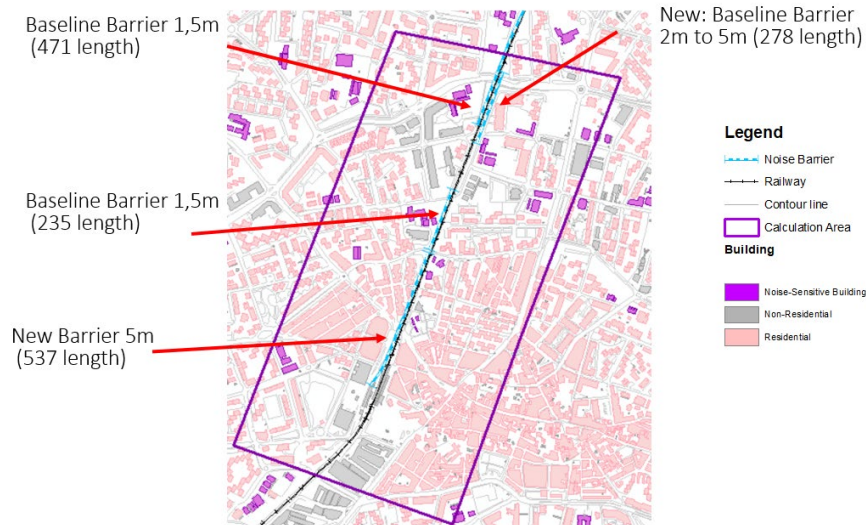 Baseline Barrier 1,5m
(471 length)
New: Baseline Barrier
2m to 5m (278 length)
Baseline Barrier 1,5m
(235 length)
New Barrier 5m
(537 length)
Legend
Noise Barrier
Railway
Contour line
Calculation Area
Building
Noise-Sensitive Building
Non-Residential
Residential